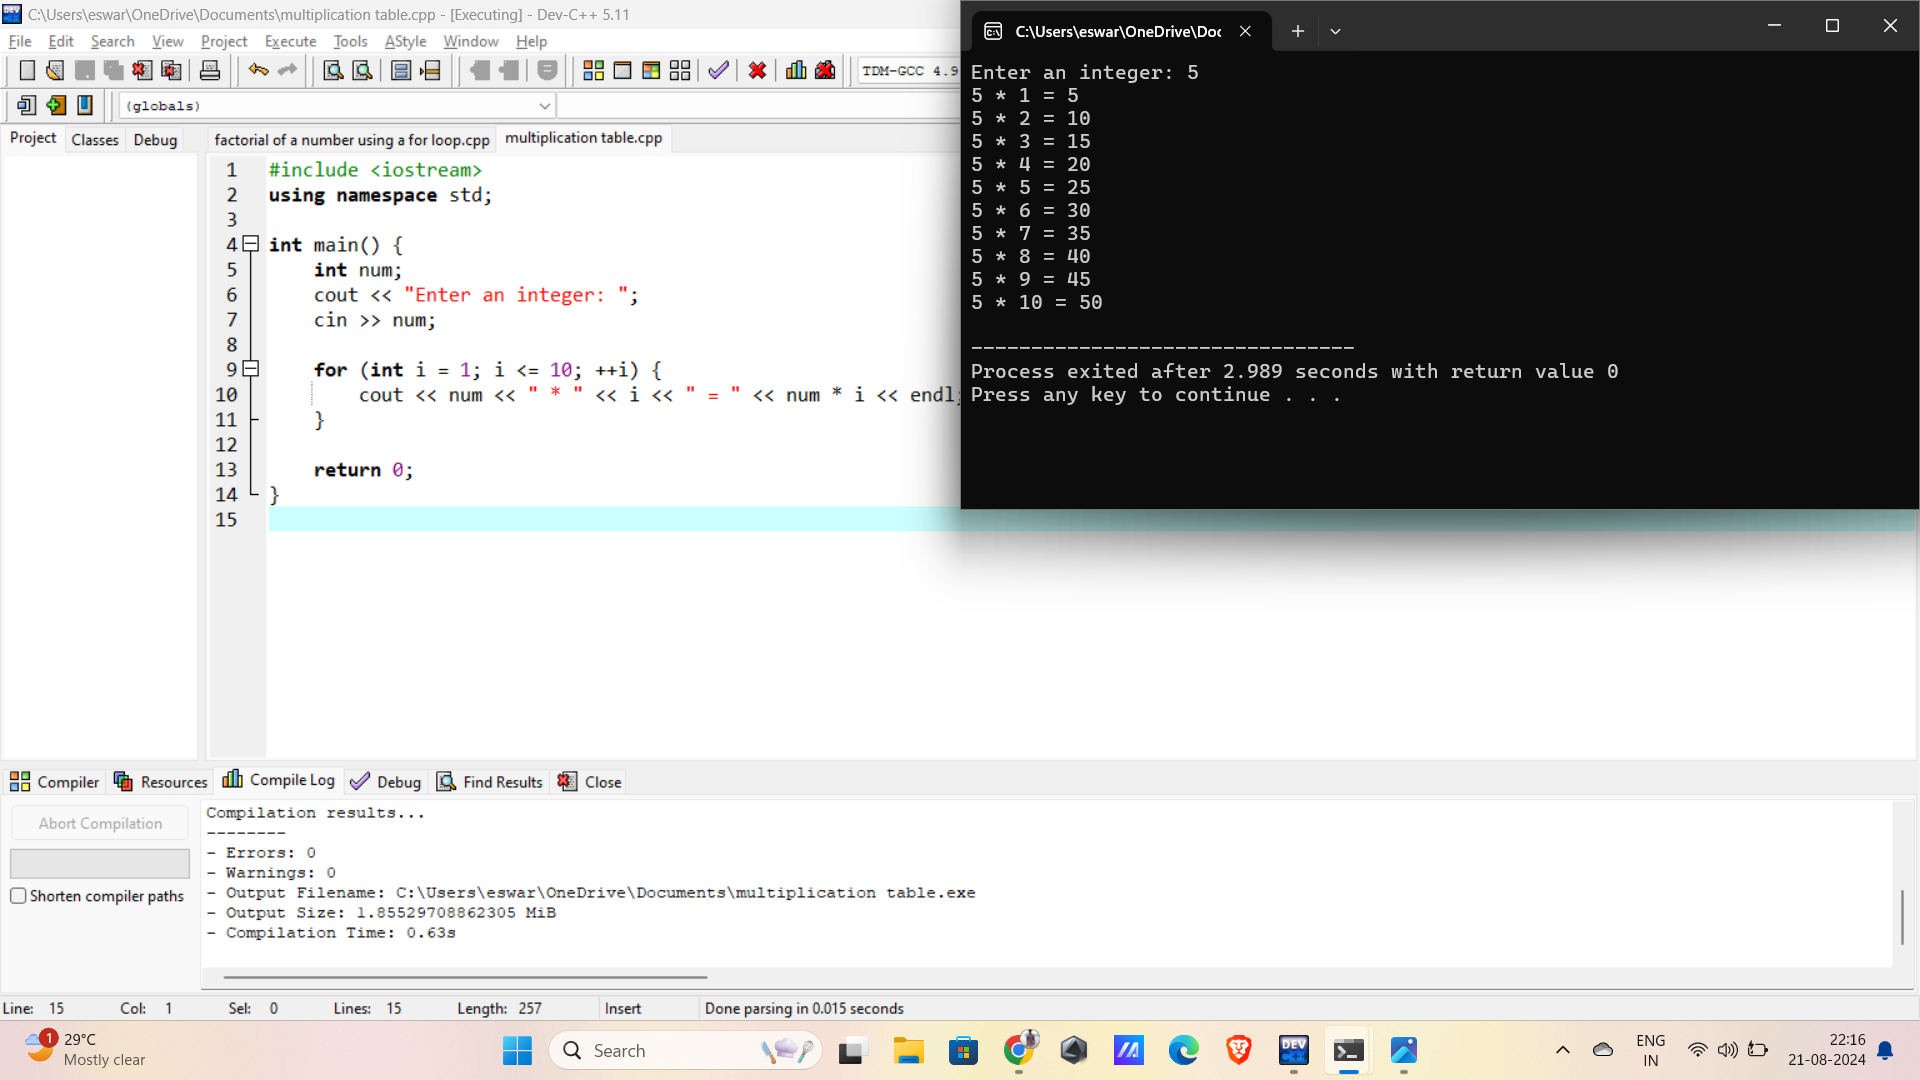 C:\Users\eswar\OneDrive\Documents\multiplication table.cpp - [Executing] - Dev-C++ 5.11
File Edit Search View Project Execute Tools AStyle Window Help
TDM-GCC 4.9
(globals)
Project Classes Debug
factorial of a number using a for loop.cpp multiplication table.cpp
1 #include <iostream>
2 using namespace std;
3
4 int main() {
5     int num;
6     cout << "Enter an integer: ";
7     cin >> num;
8
9     for (int i = 1; i <= 10; ++i) {
10         cout << num << " * " << i << " = " << num * i << endl;
11     }
12
13     return 0;
14 }
15
C:\Users\eswar\OneDrive\Doc
Enter an integer: 5
5 * 1 = 5
5 * 2 = 10
5 * 3 = 15
5 * 4 = 20
5 * 5 = 25
5 * 6 = 30
5 * 7 = 35
5 * 8 = 40
5 * 9 = 45
5 * 10 = 50
--------------------------------
Process exited after 2.989 seconds with return value 0
Press any key to continue . . .
Compiler Resources Compile Log Debug Find Results Close
Abort Compilation
Shorten compiler paths
Compilation results...
--------
- Errors: 0
- Warnings: 0
- Output Filename: C:\Users\eswar\OneDrive\Documents\multiplication table.exe
- Output Size: 1.85529708862305 MiB
- Compilation Time: 0.63s
Line: 15 Col: 1 Sel: 0 Lines: 15 Length: 257 Insert Done parsing in 0.015 seconds
1
29°C
Mostly clear
Search
DEV
ENG
IN
22:16
21-08-2024